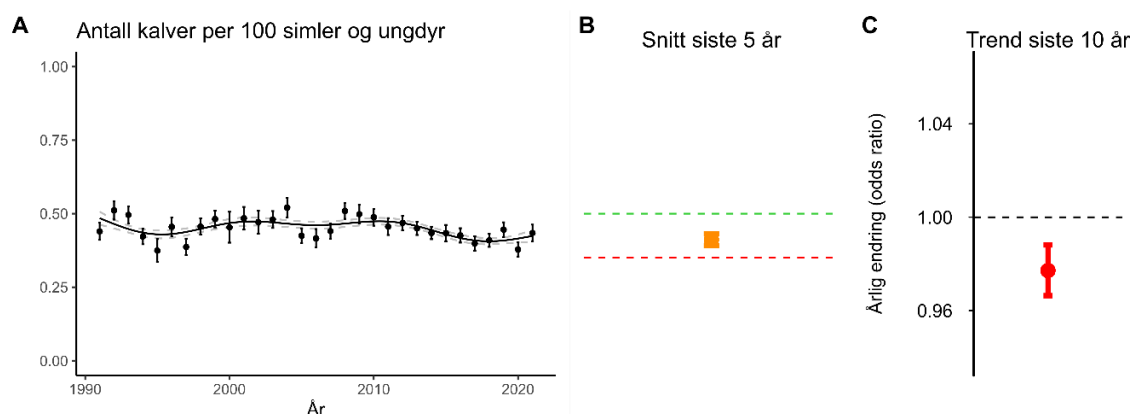 A
Antall kalver per 100 simler og ungdyr
1.00
0.75
0.50
0.25
0.00
1990
2000
2010
2020
År
B
Snitt siste 5 år
C
Trend siste 10 år
Årlig endring (odds ratio)
1.04
1.00
0.96